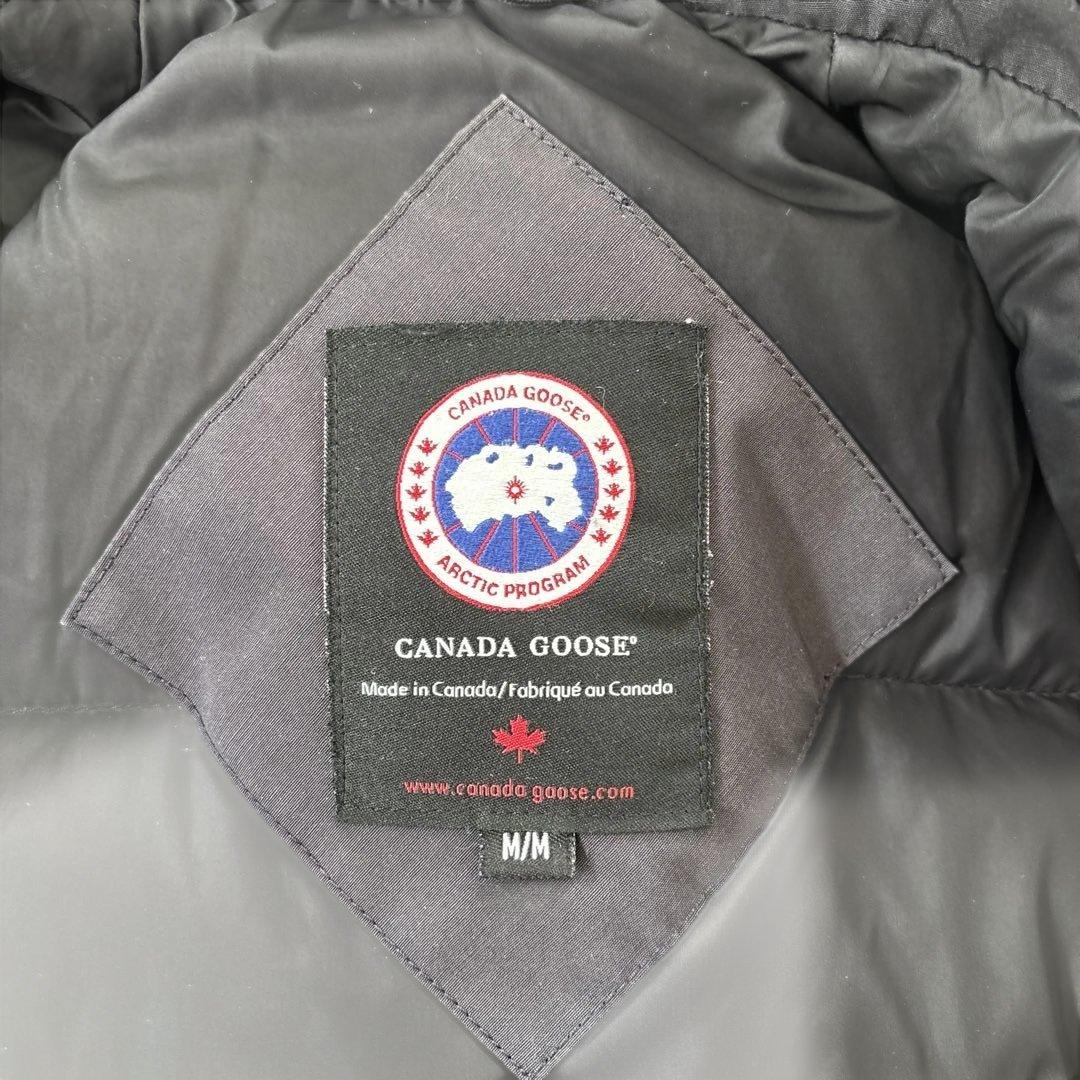 CANADA GOOSE®
ARCTIC PROGRAM
CANADA GOOSE®
Made in Canada/Fabriqué au Canada
www.canada goose.com
M/M